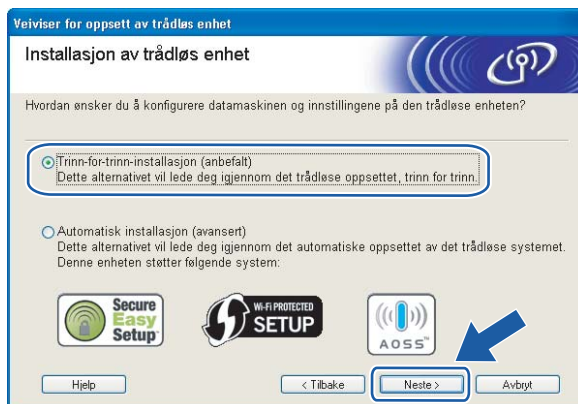 Veiviser for oppsett av trådløs enhet
Installasjon av trådløs enhet
Hvordan ønsker du å konfigurere datamaskinen og innstillingene på den trådløse enheten?
Trinn-for-trinn-installasjon (anbefalt)
Dette alternativet vil lede deg igjennom det trådløse oppsettet, trinn for trinn.
Automatisk installasjon (avansert)
Dette alternativet vil lede deg igjennom det automatiske oppsettet av det trådløse systemet.
Denne enheten støtter følgende system:
Secure
Easy
Setup
WI-FI PROTECTED
SETUP
AOSS™
Hjelp
< Tilbake
Neste >
Avbryt